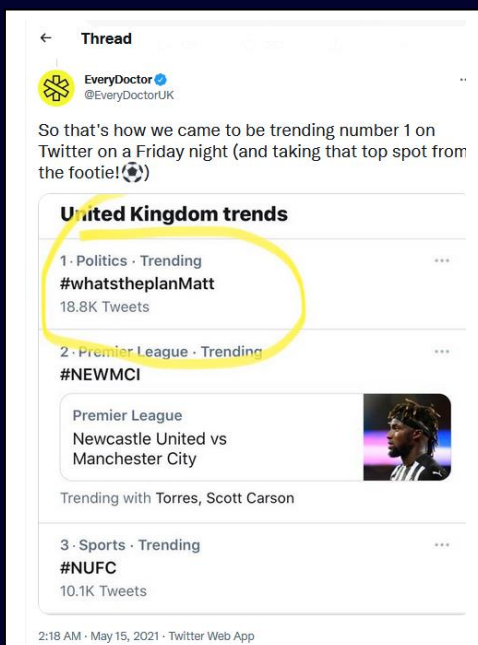 Thread
EveryDoctor
@EveryDoctorUK
So that's how we came to be trending number 1 on
Twitter on a Friday night (and taking that top spot from
the footie!⚽)
United Kingdom trends
1 · Politics · Trending
#whatstheplanMatt
18.8K Tweets
2 · Premier League · Trending
#NEWMCI
Premier League
Newcastle United vs
Manchester City
Trending with Torres, Scott Carson
3 · Sports · Trending
#NUFC
10.1K Tweets
2:18 AM · May 15, 2021 · Twitter Web App